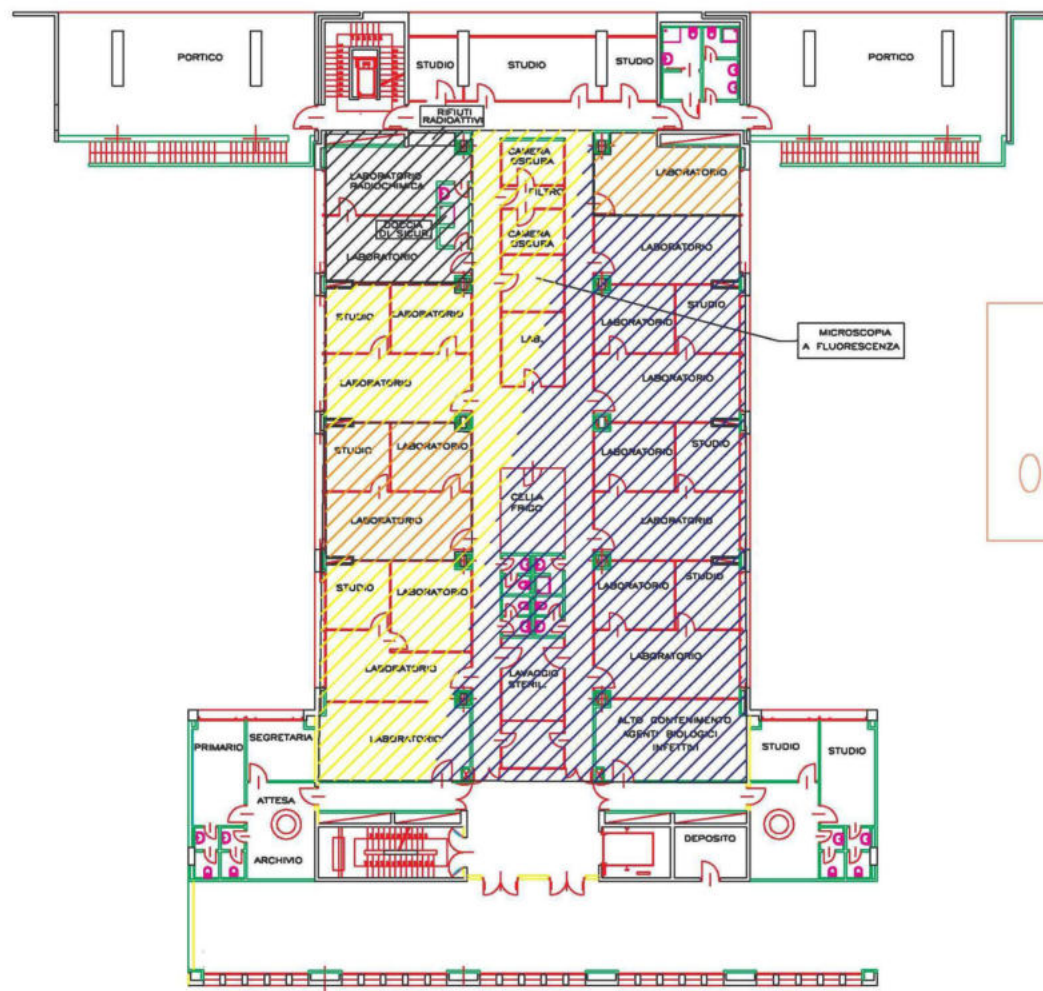 PORTICO
STUDIO
STUDIO
STUDIO
PORTICO
RIFIUTI
RADIOATTIVI
CAMERA
OSCURA
LABORATORIO
LABORATORIO
RADIOCHIMICA
FILTRO
DOCCIA
DI SICUR.
CAMERA
OSCURA
LABORATORIO
LABORATORIO
STUDIO
LABORATORIO
STUDIO
LABORATORIO
LAB.
MICROSCOPIA
A FLUORESCENZA
LABORATORIO
LABORATORIO
STUDIO
LABORATORIO
LABORATORIO
STUDIO
CELLA
FRIGO
LABORATORIO
LABORATORIO
STUDIO
LABORATORIO
LABORATORIO
STUDIO
LABORATORIO
LAVAGGIO
STERIL.
LABORATORIO
LABORATORIO
ALTO CONTENIMENTO
AGENTI BIOLOGICI
INFETTIVI
PRIMARIO
SEGRETARIA
STUDIO
STUDIO
ATTESA
ARCHIVIO
DEPOSITO